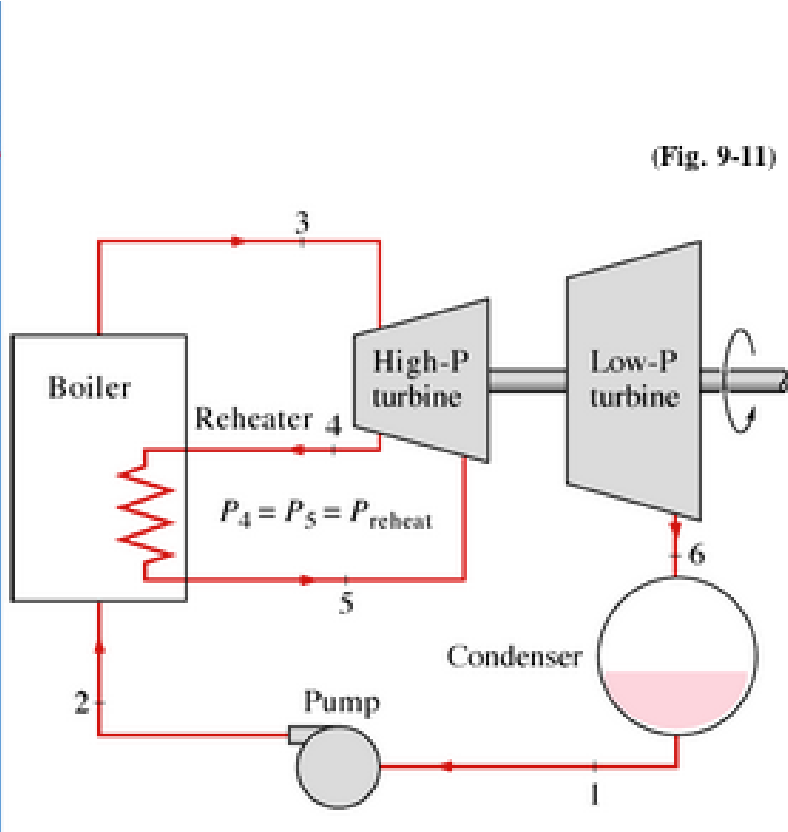 (Fig. 9-11)
3
High-P
turbine
Low-P
turbine
Boiler
Reheater 4
P4 = P5 = Preheat
5
6
Condenser
2
Pump
1